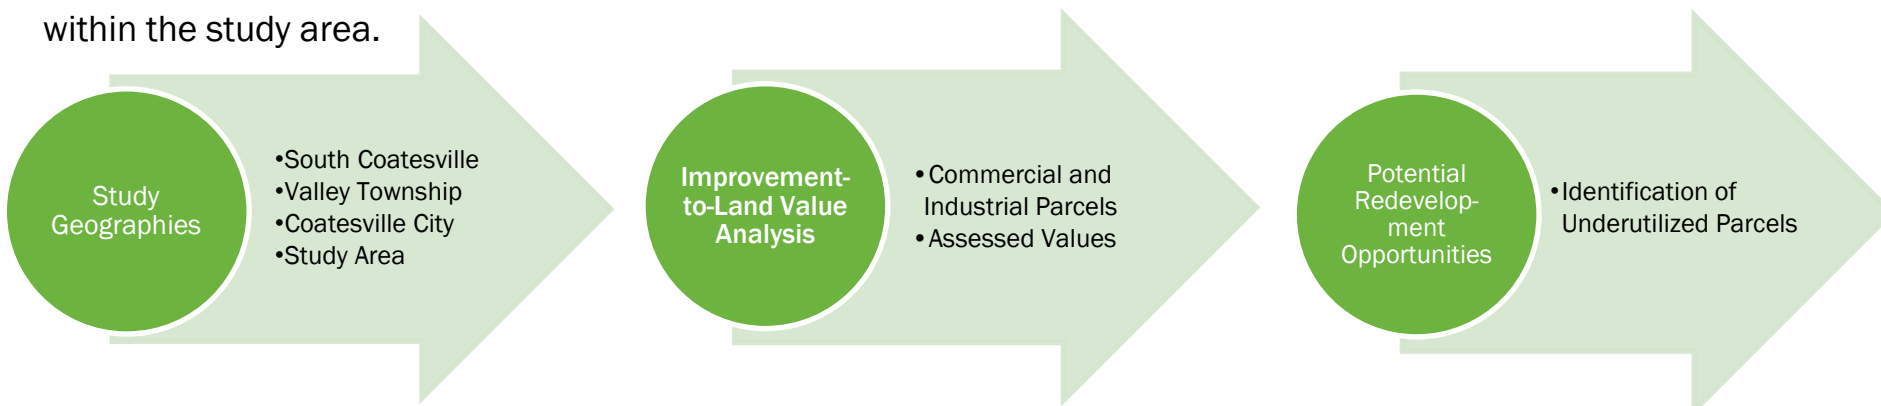 within the study area.
Study
Geographies
•South Coatesville
•Valley Township
•Coatesville City
•Study Area
Improvement-
to-Land Value
Analysis
•Commercial and
Industrial Parcels
•Assessed Values
Potential
Redevelop-
ment
Opportunities
•Identification of
Underutilized Parcels